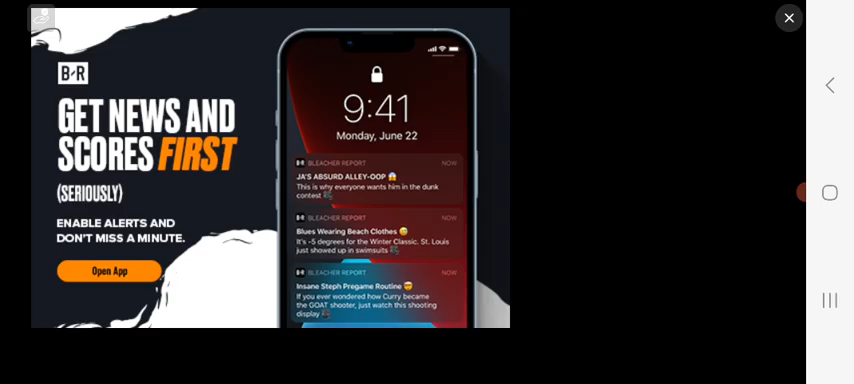 B/R
GET NEWS AND
SCORES FIRST
(SERIOUSLY)
ENABLE ALERTS AND
DON'T MISS A MINUTE.
Open App
9:41
Monday, June 22
B/R BLEACHER REPORT NOW
JA'S ABSURD ALLEY-OOP 😱
This is why everyone wants him in the dunk
contest
B/R BLEACHER REPORT NOW
Blues Wearing Beach Clothes
It's -5 degrees for the Winter Classic. St. Louis
just showed up in swimsuits
B/R BLEACHER REPORT NOW
Insane Steph Pregame Routine 🤯
If you ever wondered how Curry became
the GOAT shooter, just watch this shooting
display